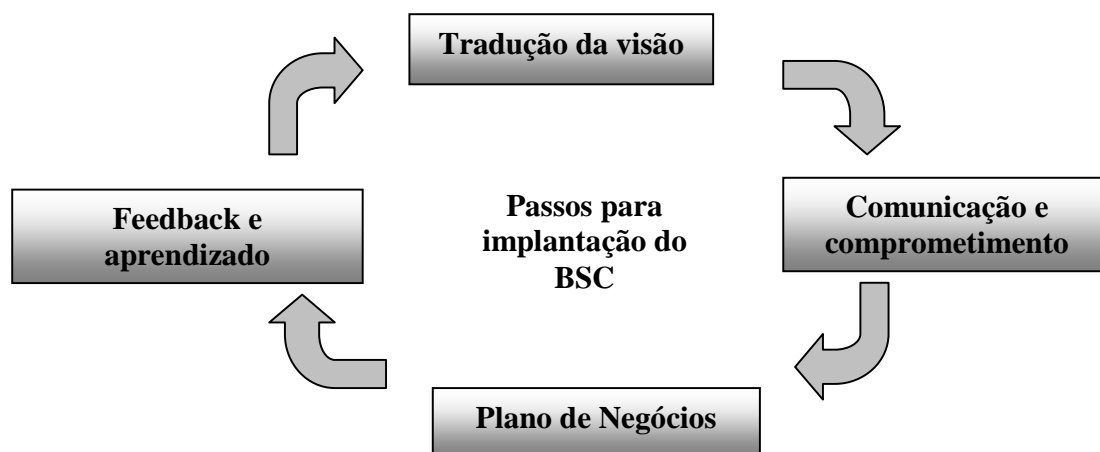 Tradução da visão
Comunicação e
comprometimento
Passos para
implantação do
BSC
Feedback e
aprendizado
Plano de Negócios